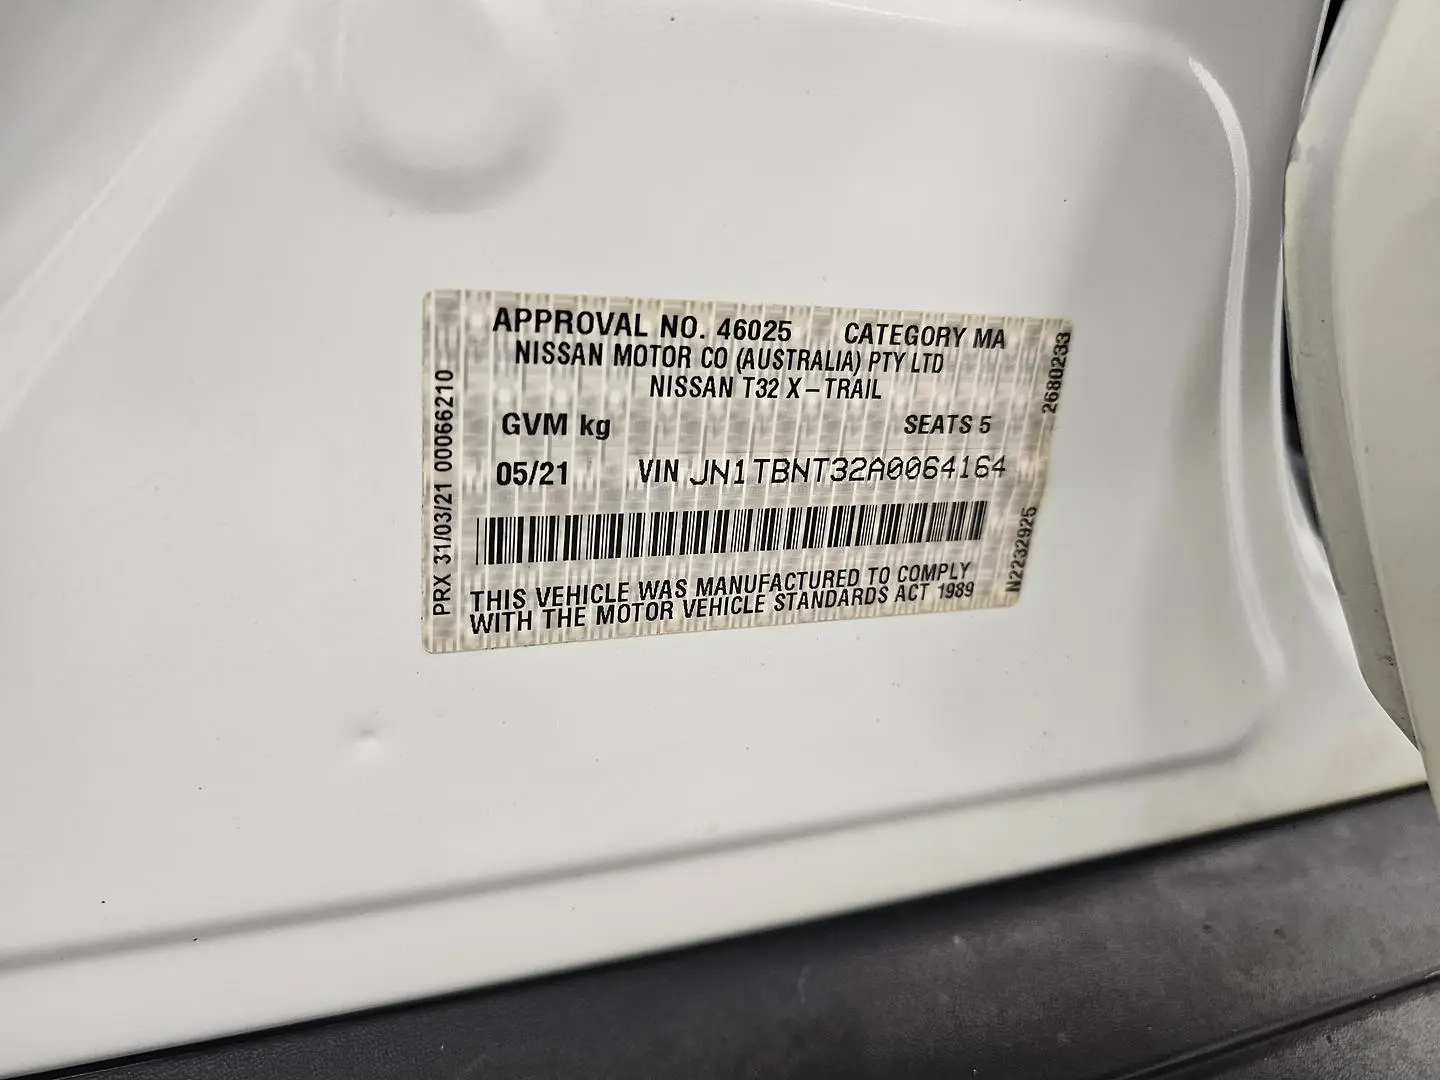 APPROVAL NO. 46025 CATEGORY MA
NISSAN MOTOR CO (AUSTRALIA) PTY LTD
NISSAN T32 X-TRAIL
GVM kg SEATS 5
05/21 VIN JN1TBNT32A0064164
THIS VEHICLE WAS MANUFACTURED TO COMPLY
WITH THE MOTOR VEHICLE STANDARDS ACT 1989
PRX 31/03/21 00066210
2680233
N2232925